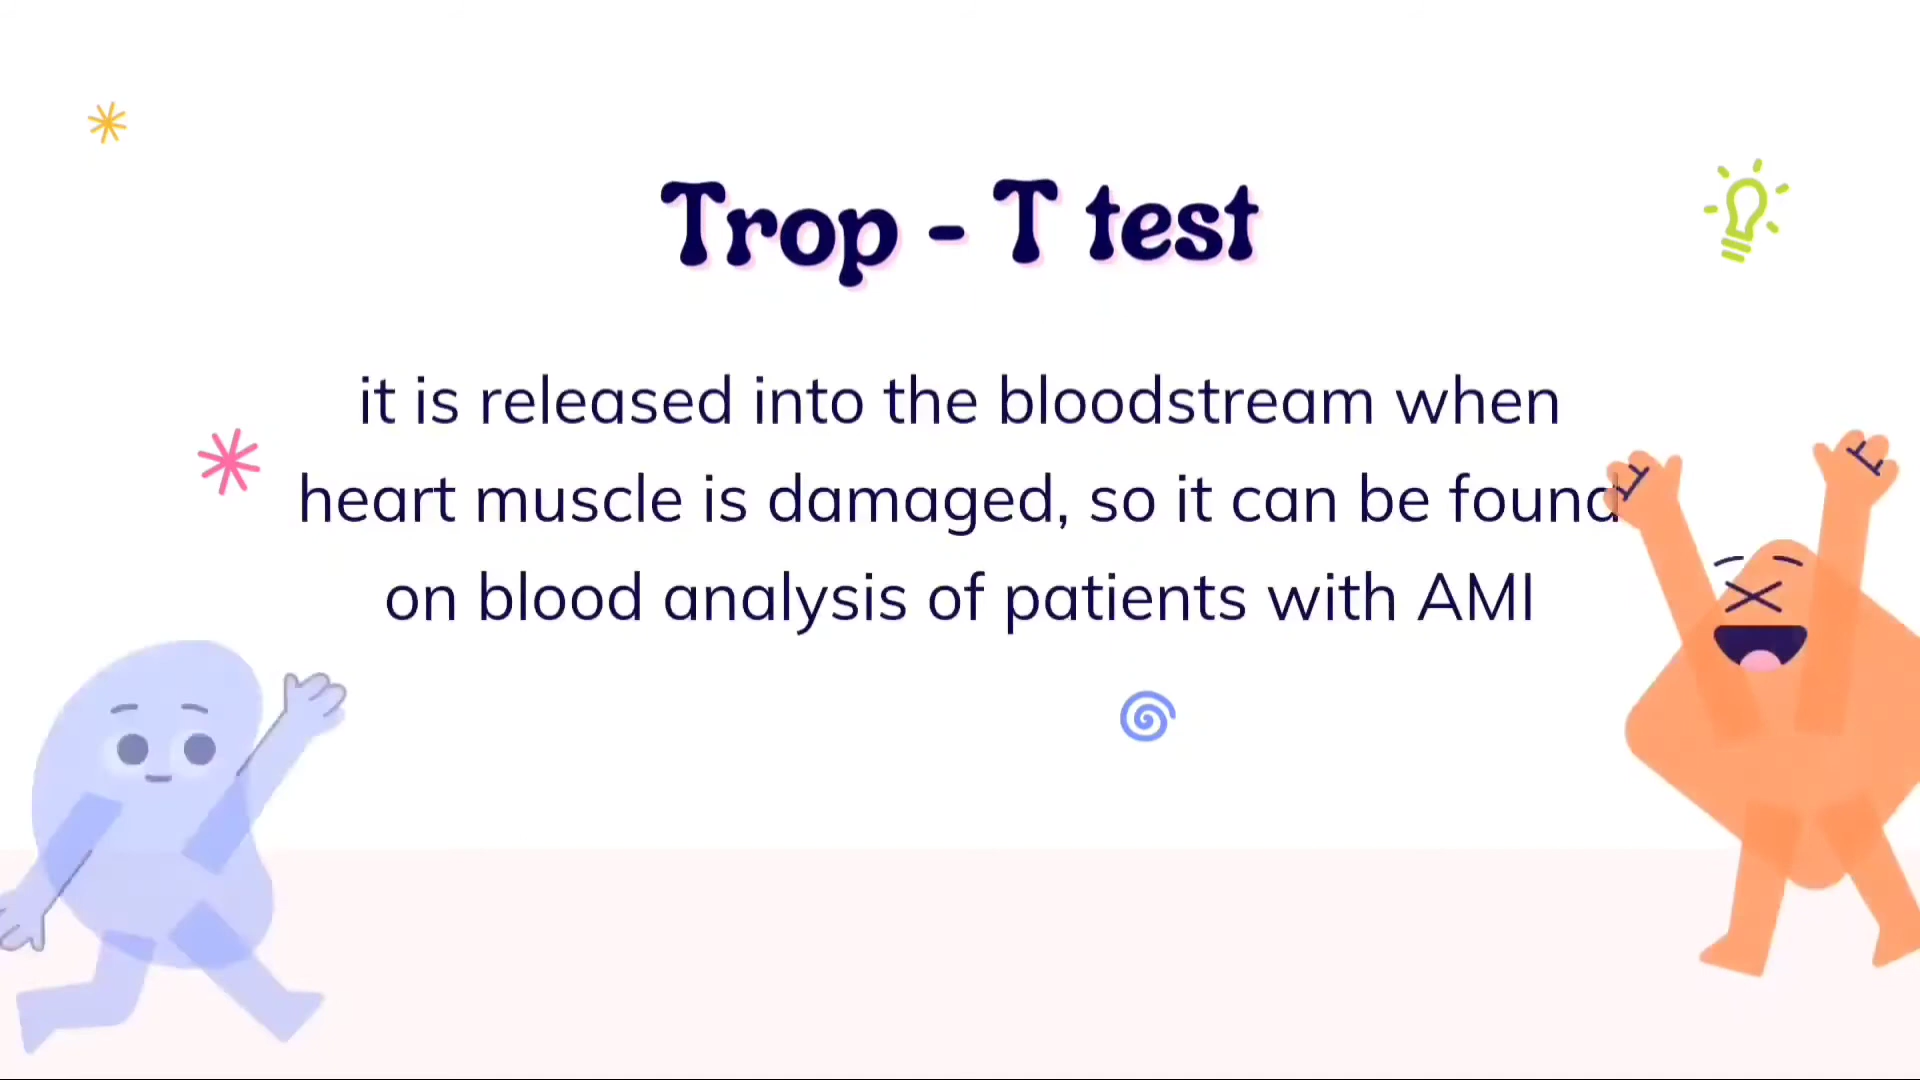 Trop - T test
it is released into the bloodstream when
heart muscle is damaged, so it can be found
on blood analysis of patients with AMI